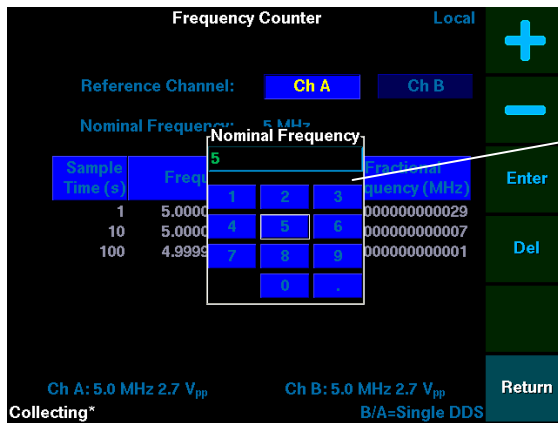 Frequency Counter Local
Reference Channel: Ch A Ch B
Nominal Frequency: 5 MHz
Nominal Frequency
5
Sample Time (s)
Fractional
1 2 3
4 5 6
7 8 9
0 .
1 5.0000 000000000029
10 5.0000 000000000007
100 4.9999 000000000001
Ch A: 5.0 MHz 2.7 Vpp Ch B: 5.0 MHz 2.7 Vpp
Collecting* B/A=Single DDS
+
−
Enter
Del
Return